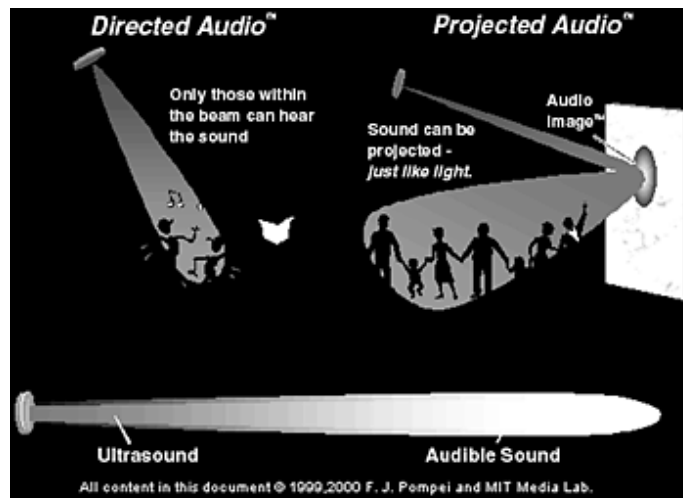 Directed Audio™
Projected Audio™
Only those within
the beam can hear
the sound
Audio
Image™
Sound can be
projected -
just like light.
Ultrasound
Audible Sound
All content in this document © 1999,2000 F. J. Pompei and MIT Media Lab.